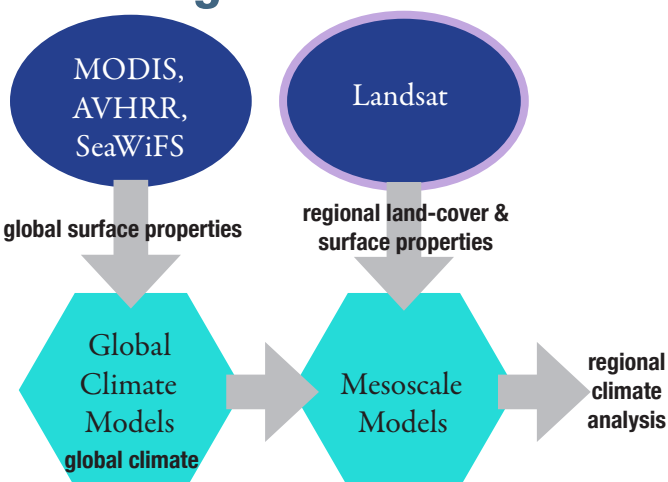 MODIS,
AVHRR,
SeaWiFS
Landsat
global surface properties
regional land-cover &
surface properties
Global
Climate
Models
global climate
Mesoscale
Models
regional
climate
analysis